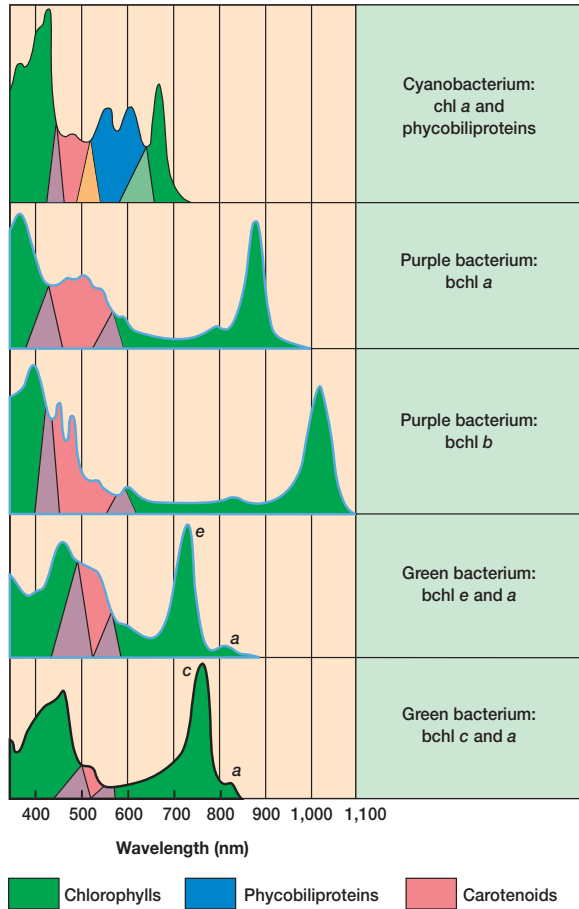 Cyanobacterium:
chl a and
phycobiliproteins
Purple bacterium:
bchl a
Purple bacterium:
bchl b
e
a
Green bacterium:
bchl e and a
c
a
Green bacterium:
bchl c and a
400 500 600 700 800 900 1,000 1,100
Wavelength (nm)
Chlorophylls Phycobiliproteins Carotenoids